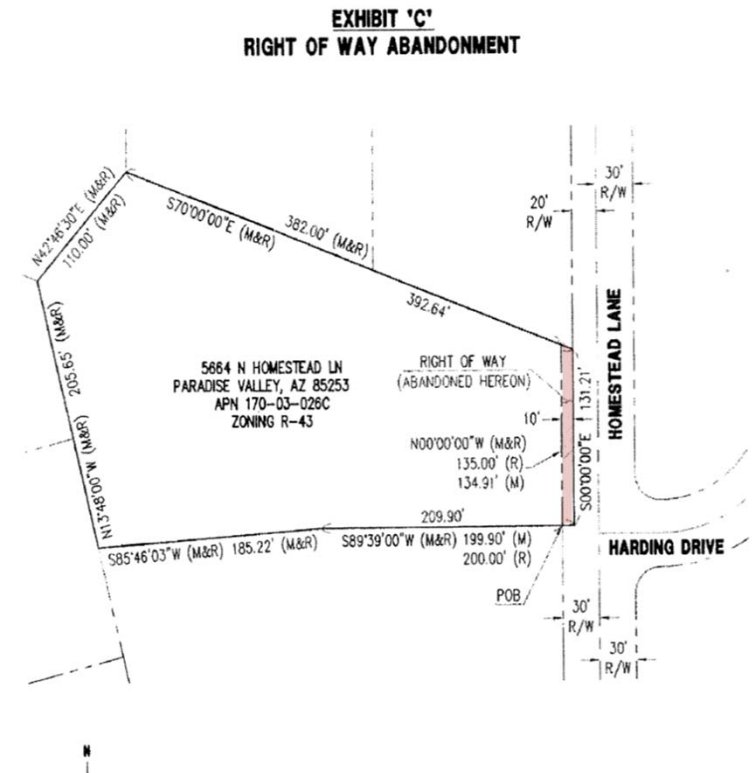 EXHIBIT 'C'
RIGHT OF WAY ABANDONMENT
30'
R/W
20'
R/W
N42°46'30"E (M&R)
110.00' (M&R)
S70°00'00"E (M&R)
382.00' (M&R)
392.64'
205.65' (M&R)
N13°48'00"W (M&R)
5664 N HOMESTEAD LN
PARADISE VALLEY, AZ 85253
APN 170-03-026C
ZONING R-43
RIGHT OF WAY
(ABANDONED HEREON)
10'
N00°00'00"W (M&R)
135.00' (R)
134.91' (M)
131.21'
S00°00'00"E
HOMESTEAD LANE
209.90'
S85°46'03"W (M&R) 185.22' (M&R)
S89°39'00"W (M&R) 199.90' (M)
200.00' (R)
HARDING DRIVE
POB
30'
R/W
30'
R/W
N